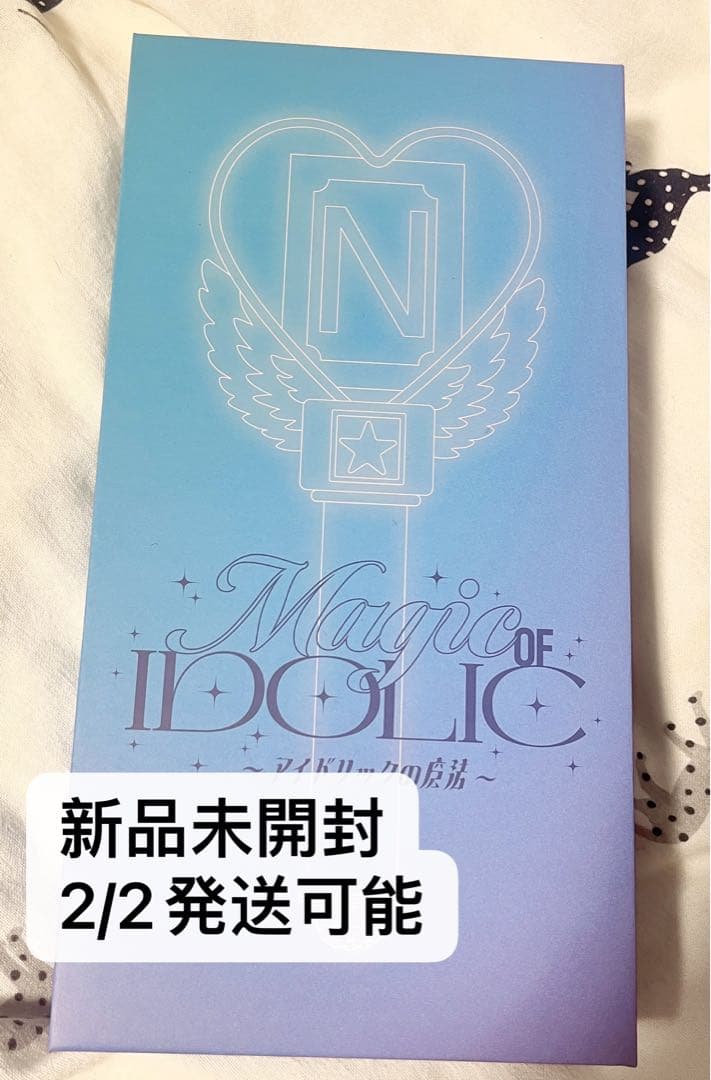 N
Magic OF
IDOLIC
～アイドリックの魔法～
新品未開封
2/2発送可能